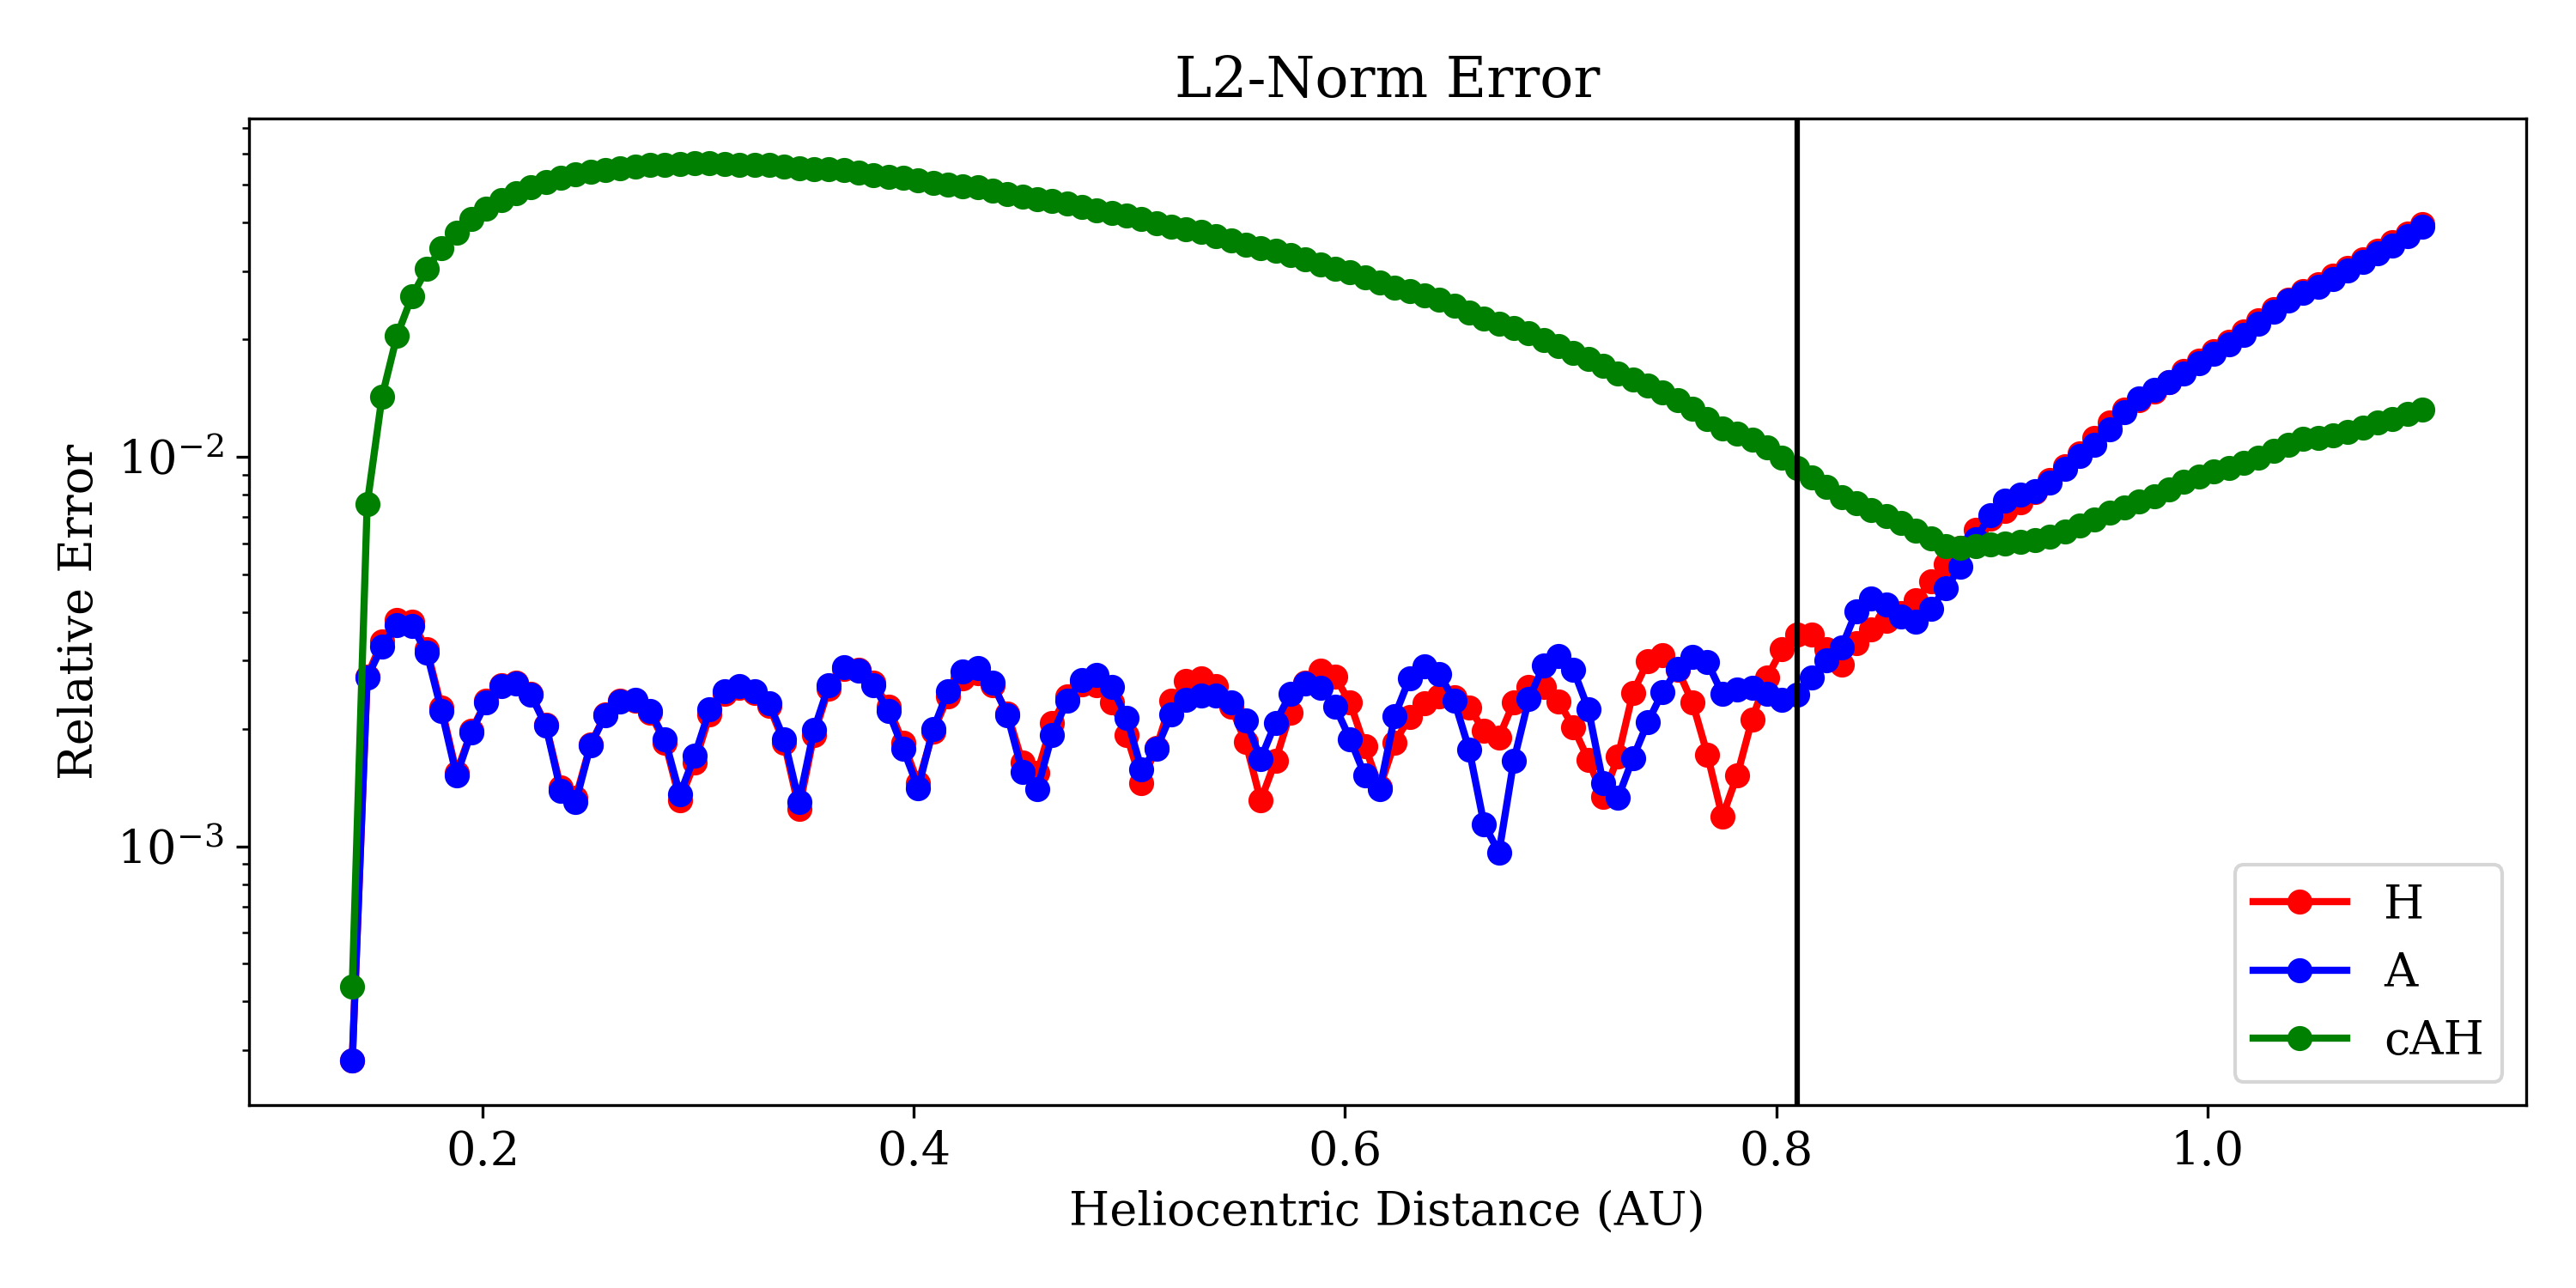 L2-Norm Error
Relative Error
10⁻²
10⁻³
0.2 0.4 0.6 0.8 1.0
Heliocentric Distance (AU)
H
A
cAH